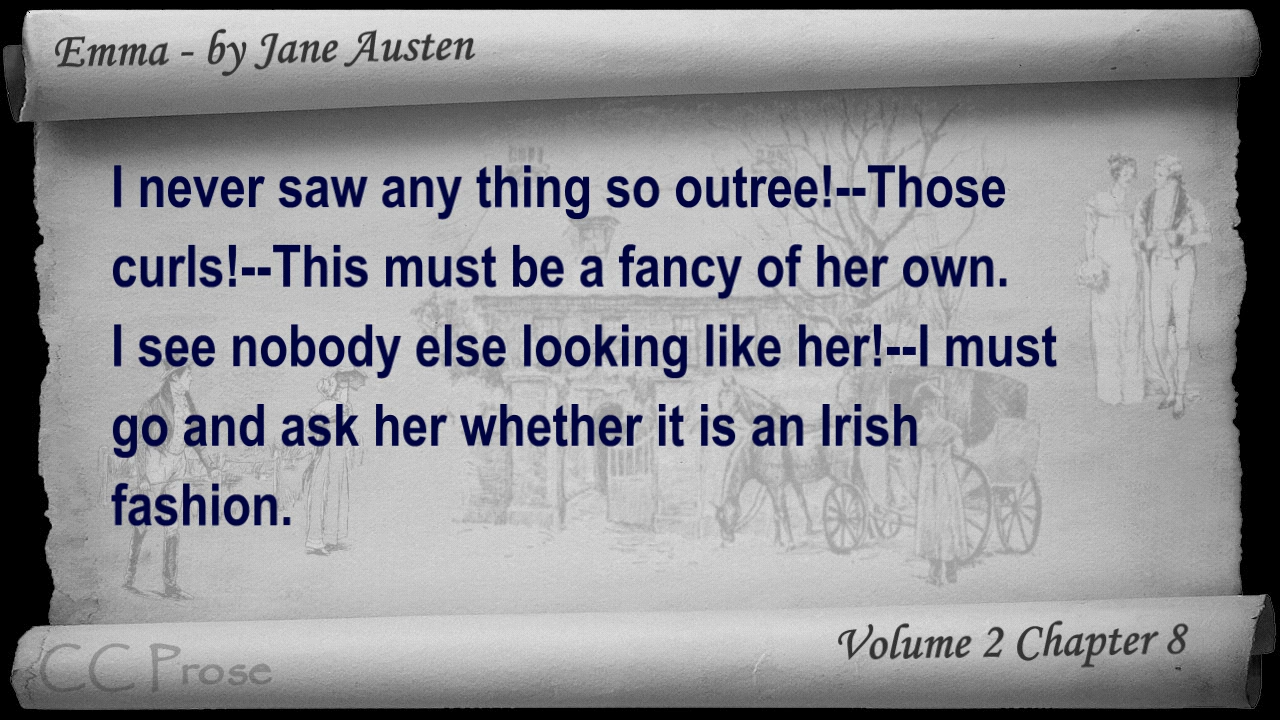 Emma - by Jane Austen
I never saw any thing so outree!--Those
curls!--This must be a fancy of her own.
I see nobody else looking like her!--I must
go and ask her whether it is an Irish
fashion.
Volume 2 Chapter 8
CC Prose